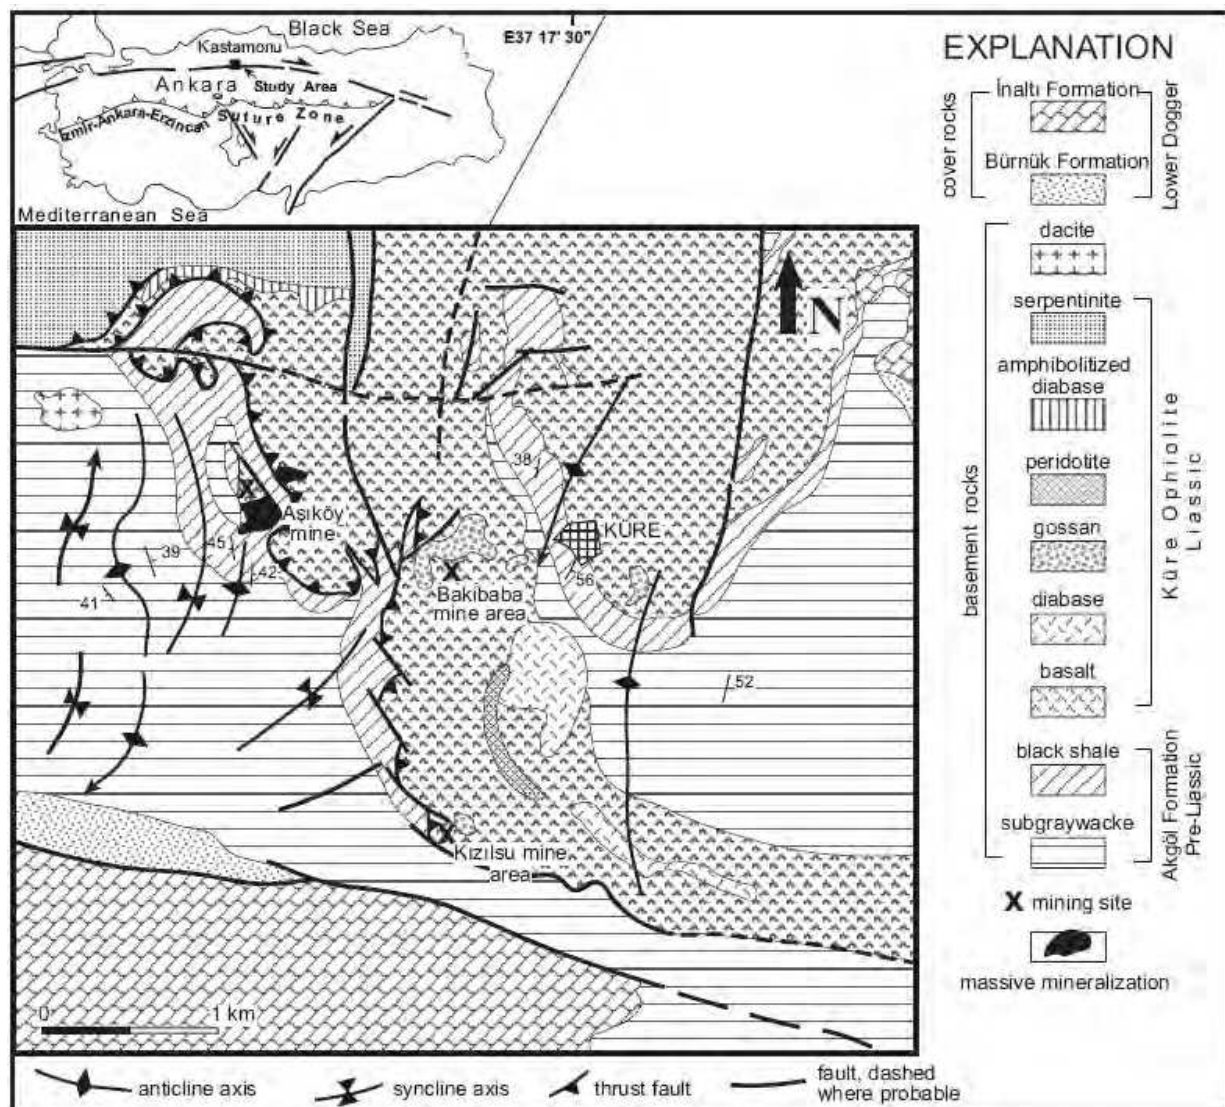 Black Sea
E37 17' 30"
Kastamonu
Ankara
Study Area
İzmir-Ankara-Erzincan
Suture Zone
Mediterranean Sea
N
38
Aşıköy
mine
KÜRE
39
45
42
41
56
Bakibaba
mine area
52
Kızılsu mine
area
0
1 km
EXPLANATION
İnaltı Formation
Bürnük Formation
cover rocks
Lower Dogger
dacite
serpentinite
amphibolitized
diabase
peridotite
gossan
diabase
basalt
black shale
subgraywacke
basement rocks
Küre Ophiolite
Liassic
Akgöl Formation
Pre-Liassic
X mining site
massive mineralization
anticline axis
syncline axis
thrust fault
fault, dashed
where probable